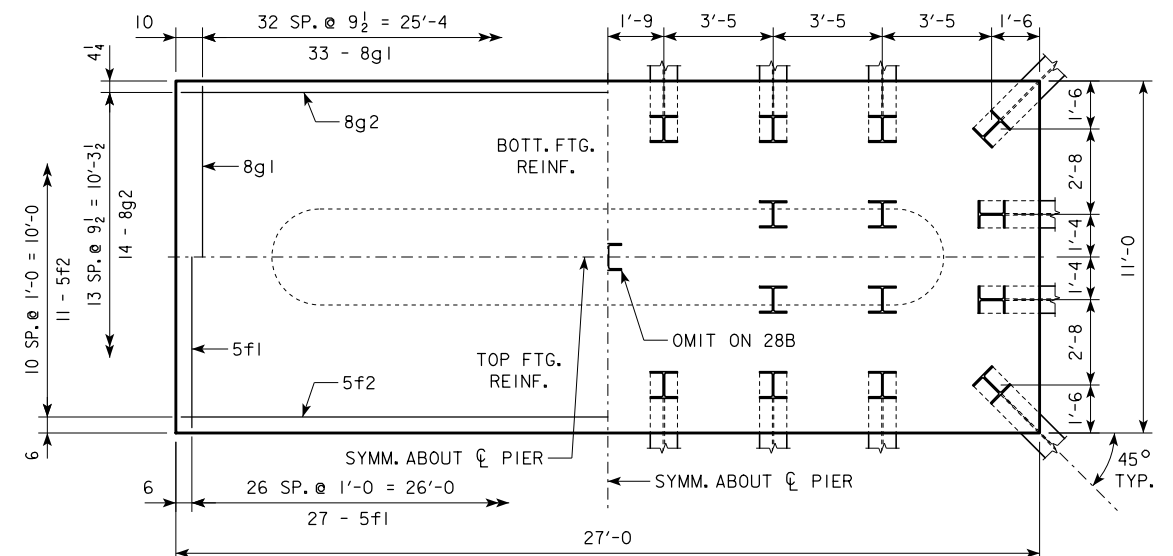 10
32 SP. @ 9½ = 25'-4
33 - 8g1
1'-9
3'-5
3'-5
3'-5
1'-6
4¼
8g2
BOTT. FTG.
REINF.
8g1
10 SP. @ 1'-0 = 10'-0
11 - 5f2
13 SP. @ 9½ = 10'-3½
14 - 8g2
1'-6
2'-8
1'-4
1'-4
2'-8
1'-6
11'-0
OMIT ON 28B
5f1
TOP FTG.
REINF.
5f2
6
SYMM. ABOUT ℄ PIER
SYMM. ABOUT ℄ PIER
45°
TYP.
6
26 SP. @ 1'-0 = 26'-0
27 - 5f1
27'-0